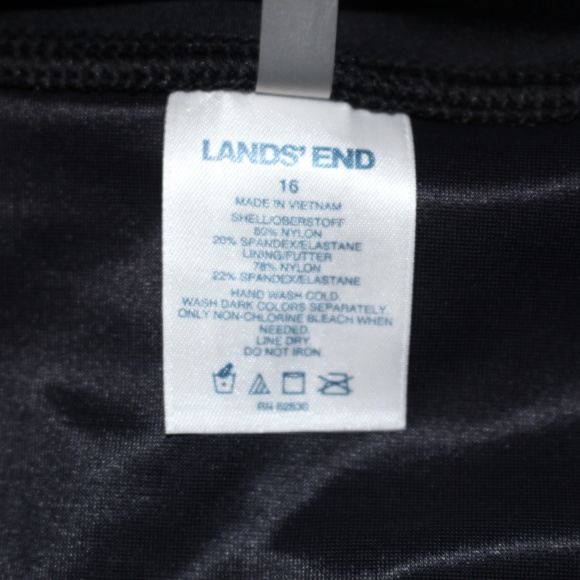 LANDS' END
16
MADE IN VIETNAM
SHELL/OBERSTOFF
80% NYLON
20% SPANDEX/ELASTANE
LINING/FUTTER
78% NYLON
22% SPANDEX/ELASTANE
HAND WASH COLD.
WASH DARK COLORS SEPARATELY.
ONLY NON-CHLORINE BLEACH WHEN
NEEDED.
LINE DRY.
DO NOT IRON.
RN